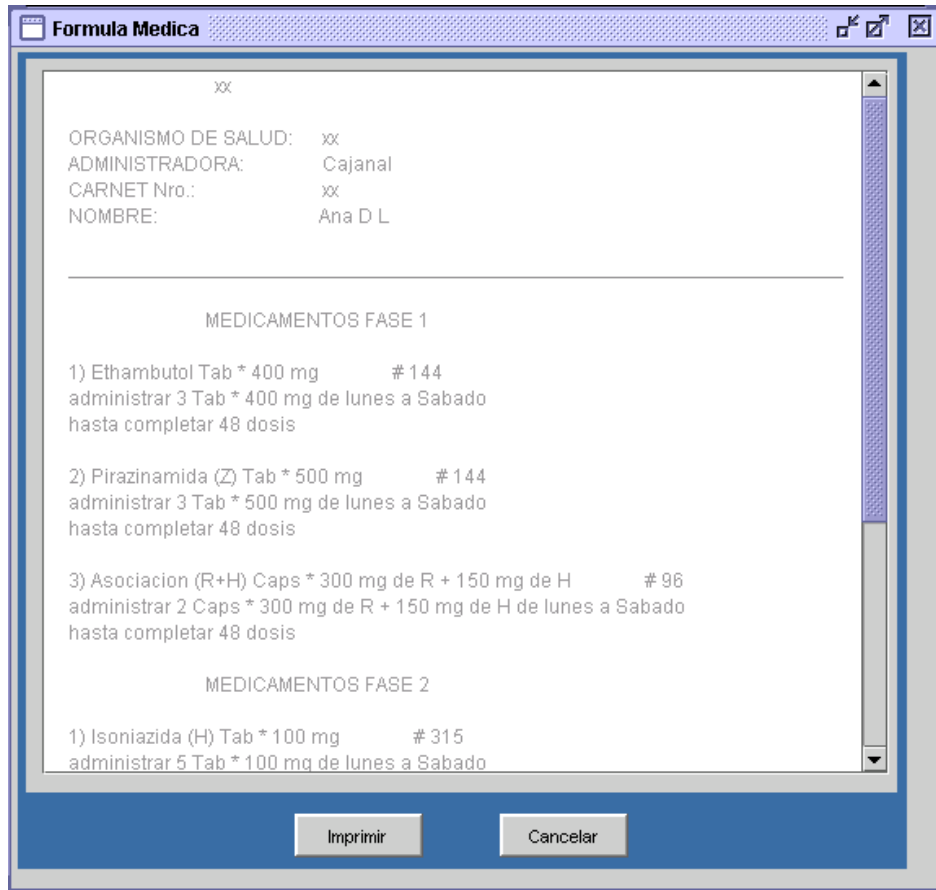 Formula Medica
xx
ORGANISMO DE SALUD: xx
ADMINISTRADORA: Cajanal
CARNET Nro.: xx
NOMBRE: Ana D L
MEDICAMENTOS FASE 1
1) Ethambutol Tab * 400 mg # 144
administrar 3 Tab * 400 mg de lunes a Sabado
hasta completar 48 dosis
2) Pirazinamida (Z) Tab * 500 mg # 144
administrar 3 Tab * 500 mg de lunes a Sabado
hasta completar 48 dosis
3) Asociacion (R+H) Caps * 300 mg de R + 150 mg de H # 96
administrar 2 Caps * 300 mg de R + 150 mg de H de lunes a Sabado
hasta completar 48 dosis
MEDICAMENTOS FASE 2
1) Isoniazida (H) Tab * 100 mg # 315
administrar 5 Tab * 100 mg de lunes a Sabado
Imprimir Cancelar